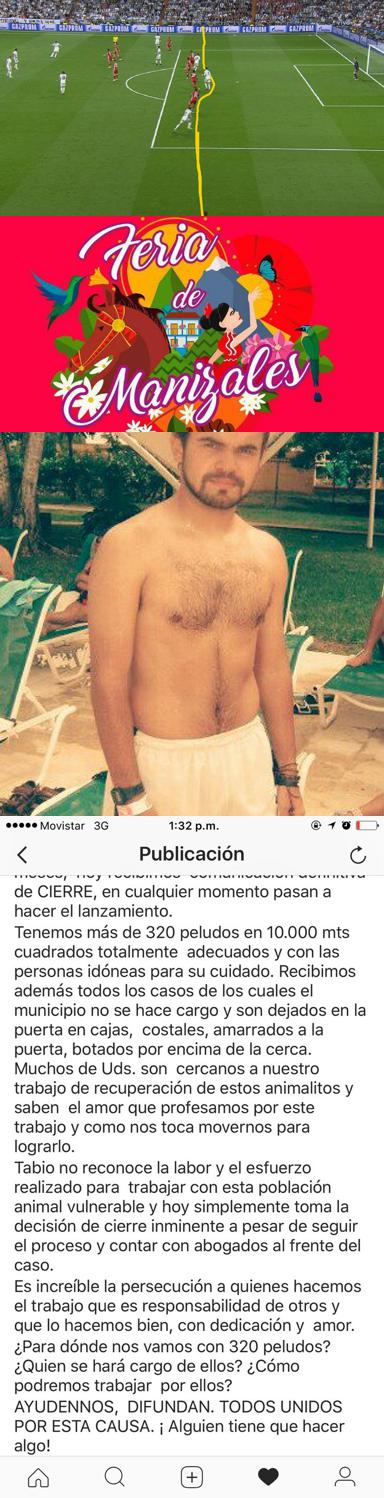 GAZPROM GAZPROM GAZPROM GAZPROM GAZPROM
Feria
de
Manizales
Movistar 3G 1:32 p.m.
Publicación
meses, hoy recibimos comunicación definitiva
de CIERRE, en cualquier momento pasan a
hacer el lanzamiento.
Tenemos más de 320 peludos en 10.000 mts
cuadrados totalmente adecuados y con las
personas idóneas para su cuidado. Recibimos
además todos los casos de los cuales el
municipio no se hace cargo y son dejados en la
puerta en cajas, costales, amarrados a la
puerta, botados por encima de la cerca.
Muchos de Uds. son cercanos a nuestro
trabajo de recuperación de estos animalitos y
saben el amor que profesamos por este
trabajo y como nos toca movernos para
lograrlo.
Tabio no reconoce la labor y el esfuerzo
realizado para trabajar con esta población
animal vulnerable y hoy simplemente toma la
decisión de cierre inminente a pesar de seguir
el proceso y contar con abogados al frente del
caso.
Es increíble la persecución a quienes hacemos
el trabajo que es responsabilidad de otros y
que lo hacemos bien, con dedicación y amor.
¿Para dónde nos vamos con 320 peludos?
¿Quien se hará cargo de ellos? ¿Cómo
podremos trabajar por ellos?
AYUDENNOS, DIFUNDAN. TODOS UNIDOS
POR ESTA CAUSA. ¡ Alguien tiene que hacer
algo!